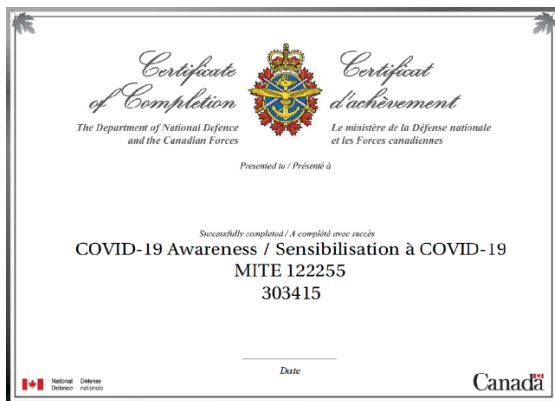 Certificate
of Completion
The Department of National Defence
and the Canadian Forces
Certificat
d'achèvement
Le ministère de la Défense nationale
et les Forces canadiennes
Presented to / Présenté à
Successfully completed / A complété avec succès
COVID-19 Awareness / Sensibilisation à COVID-19
MITE 122255
303415
Date
National Défense
Defence nationale
Canada